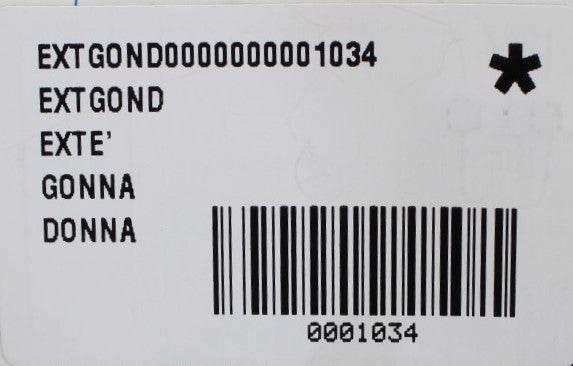 EXTGOND0000000001034
*
EXTGOND
EXTE'
GONNA
DONNA
0001034